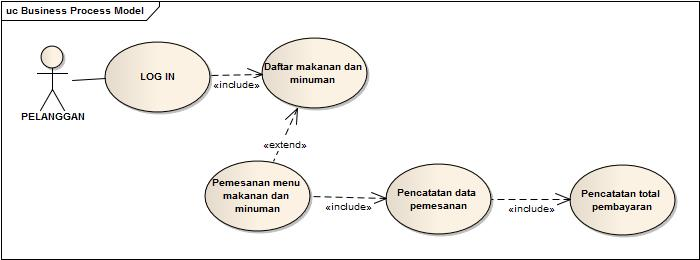 uc Business Process Model
PELANGGAN
LOG IN
«include»
Daftar makanan dan
minuman
«extend»
Pemesanan menu
makanan dan
minuman
«include»
Pencatatan data
pemesanan
«include»
Pencatatan total
pembayaran